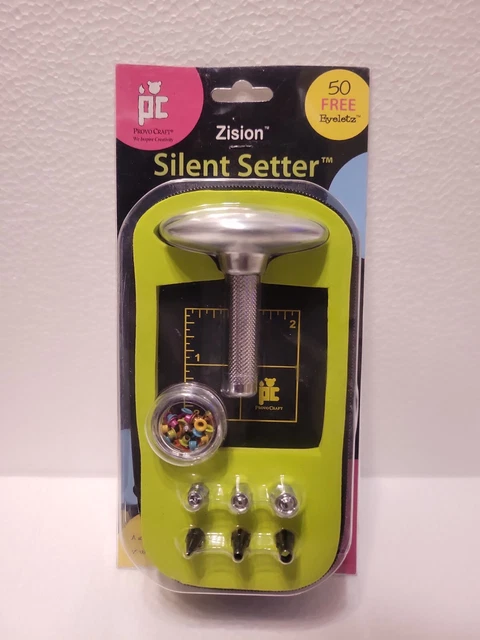 pc
PROVO CRAFT®
We Inspire Creativity
50
FREE
Eyeletz™
Zision™
Silent Setter™
2
1
pc
PROVO CRAFT